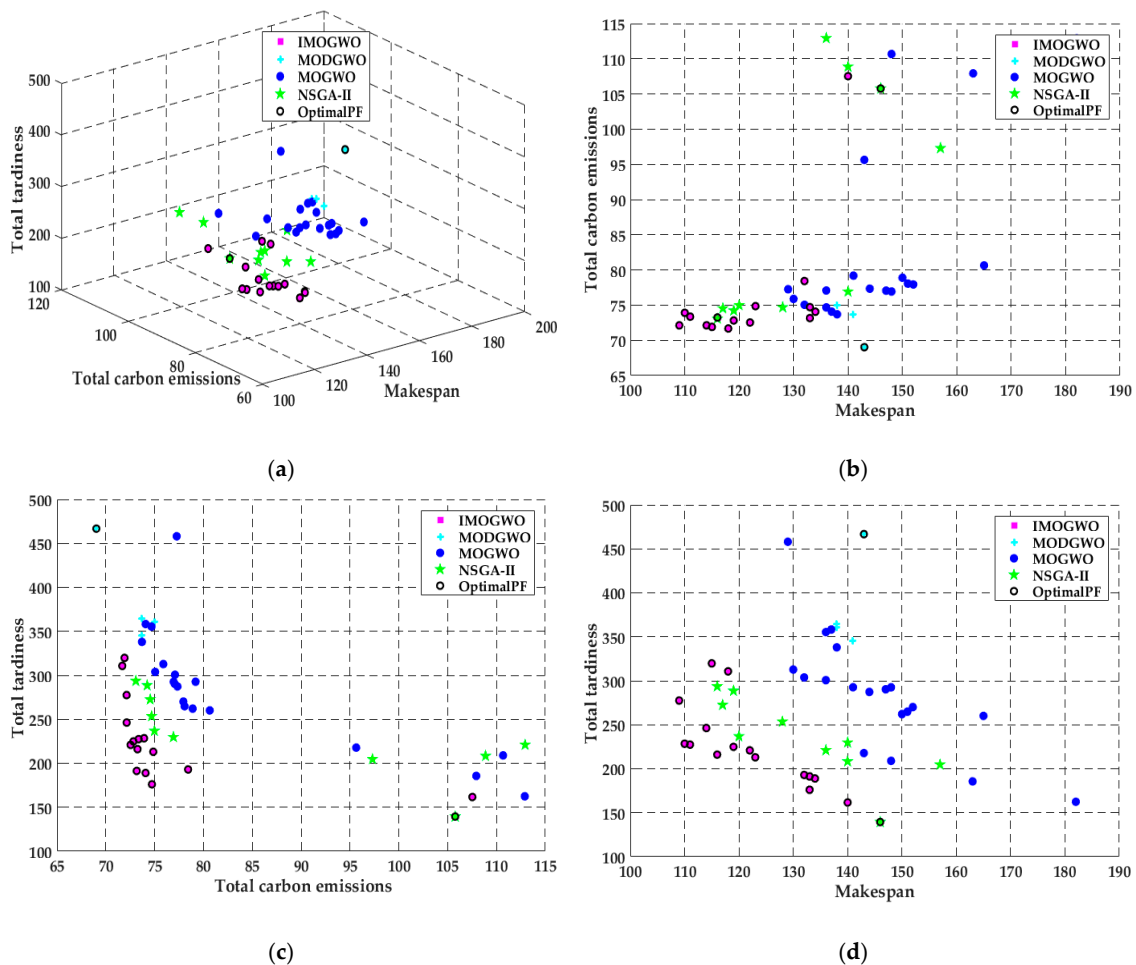 IMOGWO
MODGWO
MOGWO
NSGA-II
OptimalPF
500
400
300
200
100
Total tardiness
120
100
80
60
Total carbon emissions
100
120
140
160
180
200
Makespan
(a)
IMOGWO
MODGWO
MOGWO
NSGA-II
OptimalPF
115
110
105
100
95
90
85
80
75
70
65
Total carbon emissions
100 110 120 130 140 150 160 170 180 190
Makespan
(b)
IMOGWO
MODGWO
MOGWO
NSGA-II
OptimalPF
500
450
400
350
300
250
200
150
100
Total tardiness
65 70 75 80 85 90 95 100 105 110 115
Total carbon emissions
(c)
IMOGWO
MODGWO
MOGWO
NSGA-II
OptimalPF
500
450
400
350
300
250
200
150
100
Total tardiness
100 110 120 130 140 150 160 170 180 190
Makespan
(d)